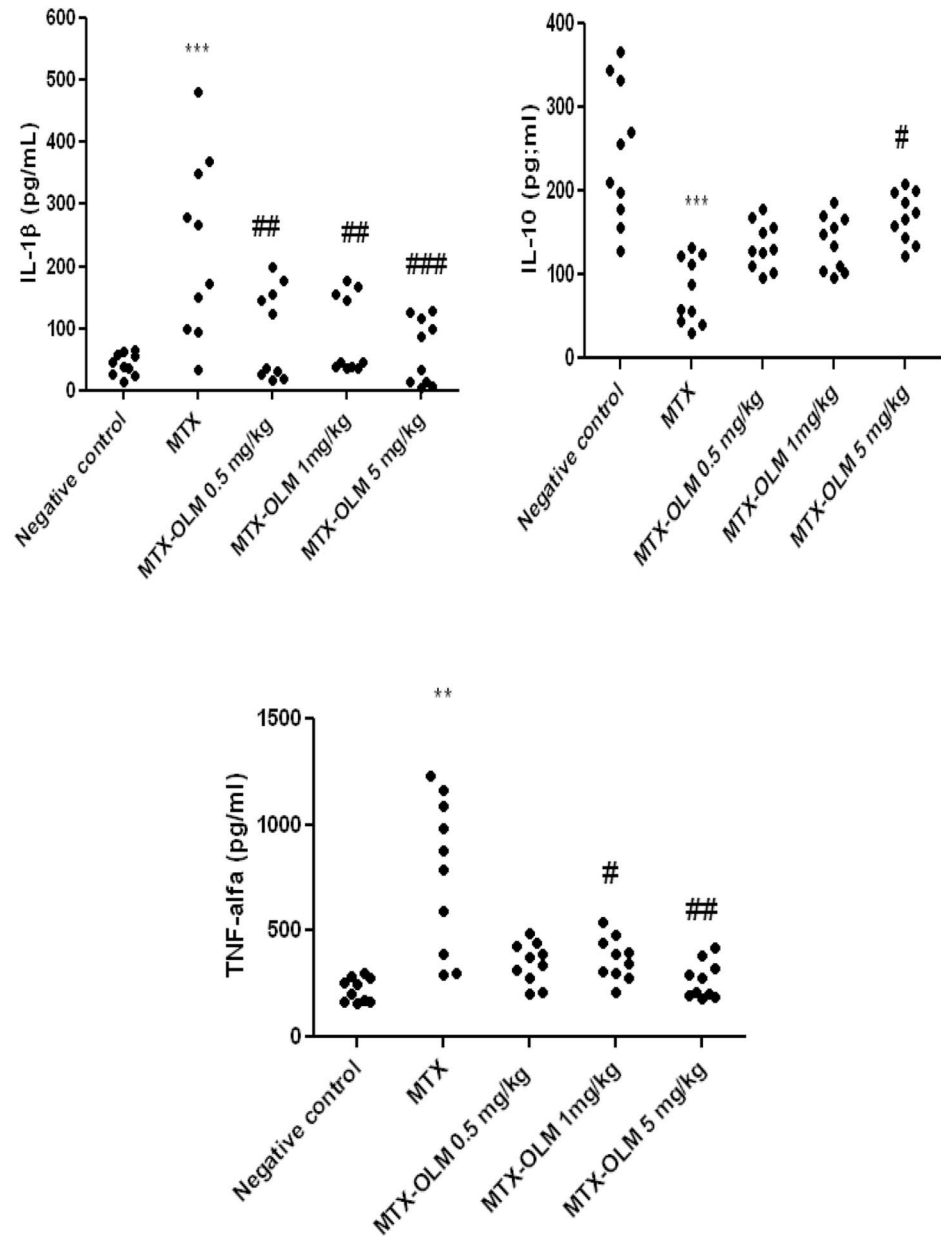 600
500
400
300
200
100
0
IL-1β (pg/mL)
***
##
##
###
Negative control
MTX
MTX-OLM 0.5 mg/kg
MTX-OLM 1mg/kg
MTX-OLM 5 mg/kg
400
300
200
100
0
IL-10 (pg;ml)
***
#
Negative control
MTX
MTX-OLM 0.5 mg/kg
MTX-OLM 1mg/kg
MTX-OLM 5 mg/kg
1500
1000
500
0
TNF-alfa (pg/ml)
**
#
##
Negative control
MTX
MTX-OLM 0.5 mg/kg
MTX-OLM 1mg/kg
MTX-OLM 5 mg/kg